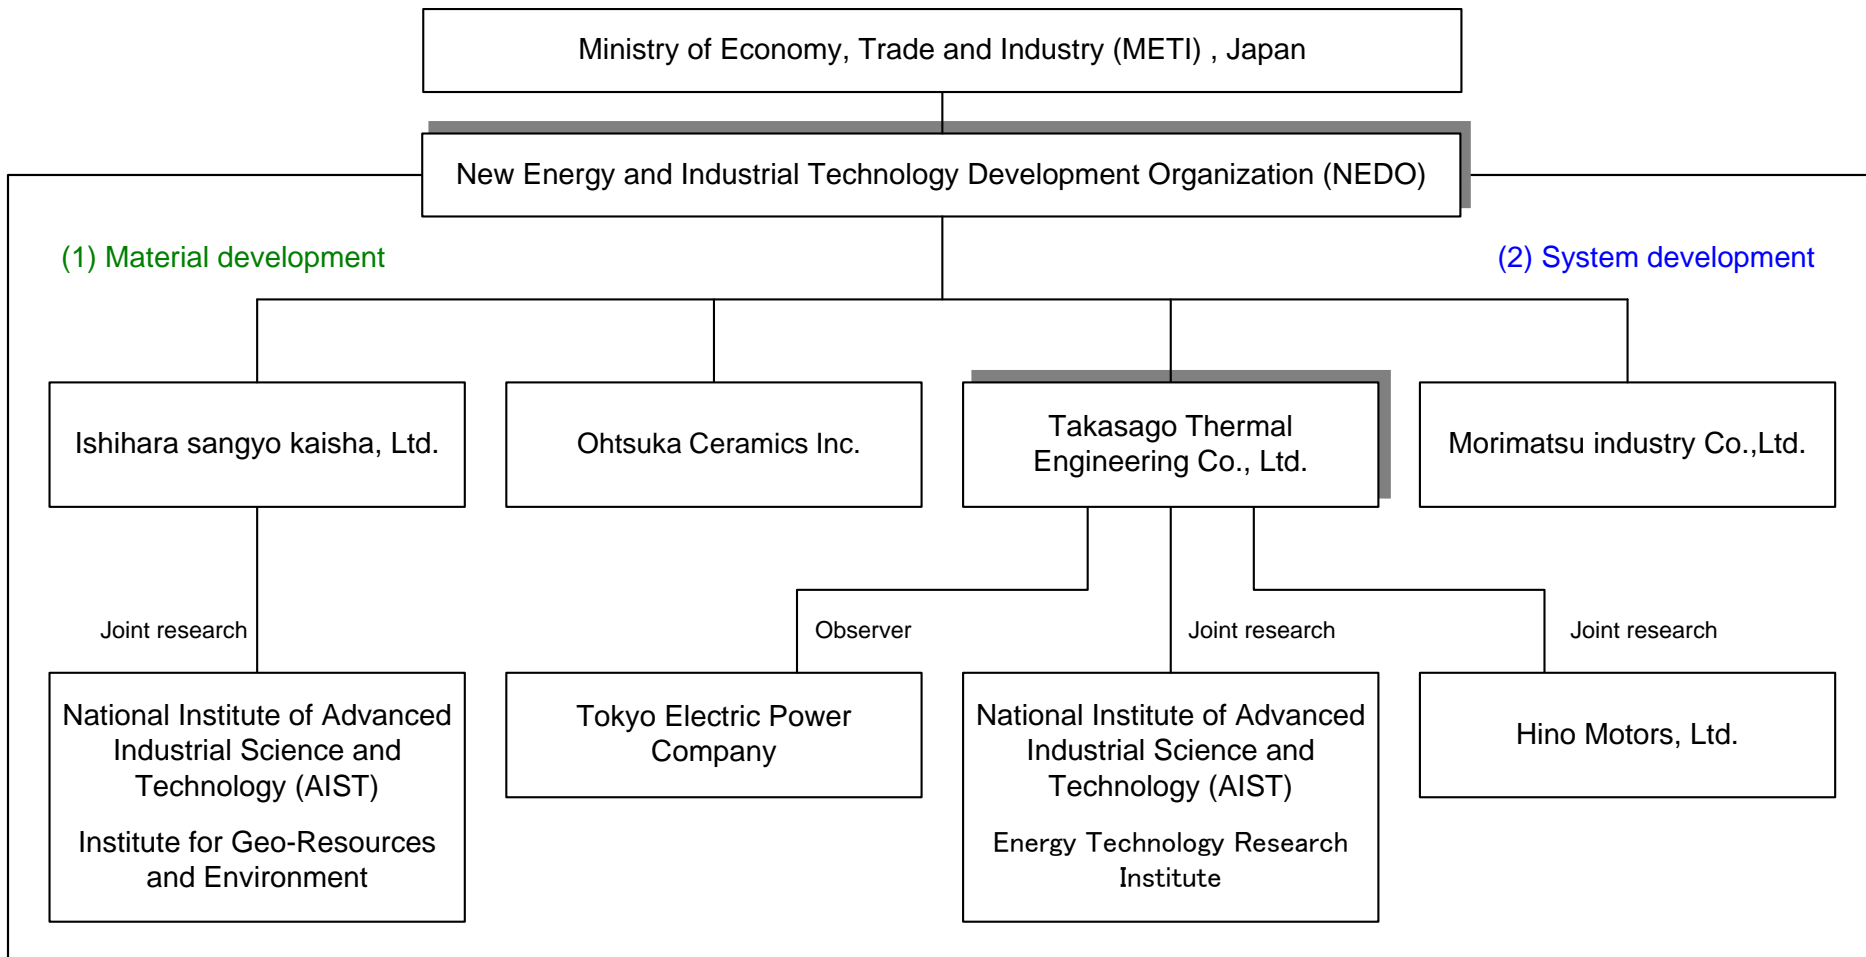 Ministry of Economy, Trade and Industry (METI) , Japan
New Energy and Industrial Technology Development Organization (NEDO)
(1) Material development
(2) System development
Ishihara sangyo kaisha, Ltd.
Ohtsuka Ceramics Inc.
Takasago Thermal
Engineering Co., Ltd.
Morimatsu industry Co.,Ltd.
Joint research
Observer
Joint research
Joint research
National Institute of Advanced
Industrial Science and
Technology (AIST)
Institute for Geo-Resources
and Environment
Tokyo Electric Power
Company
National Institute of Advanced
Industrial Science and
Technology (AIST)
Energy Technology Research
Institute
Hino Motors, Ltd.